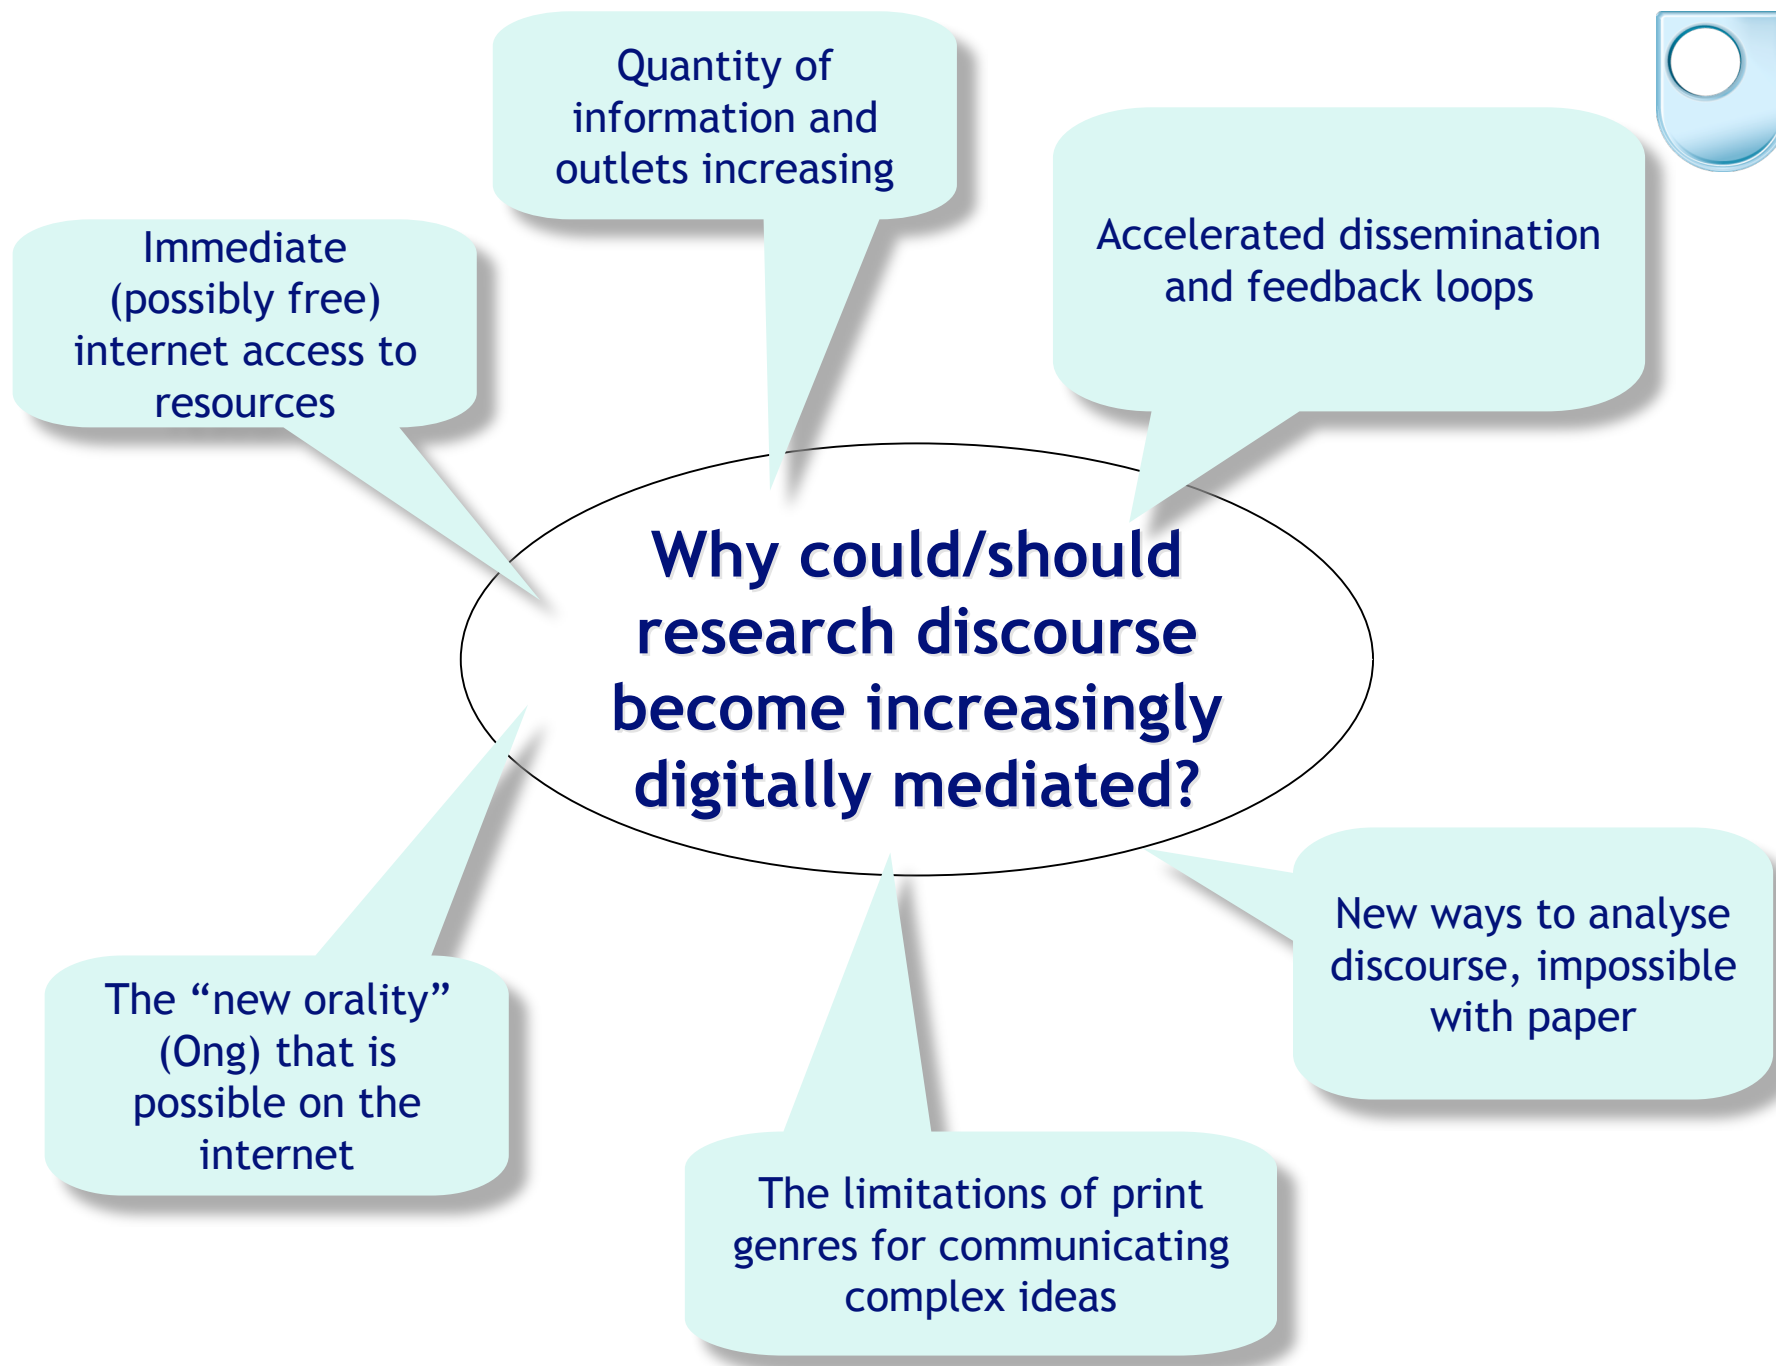 Quantity of
information and
outlets increasing
Immediate
(possibly free)
internet access to
resources
Accelerated dissemination
and feedback loops
Why could/should
research discourse
become increasingly
digitally mediated?
The “new orality”
(Ong) that is
possible on the
internet
New ways to analyse
discourse, impossible
with paper
The limitations of print
genres for communicating
complex ideas